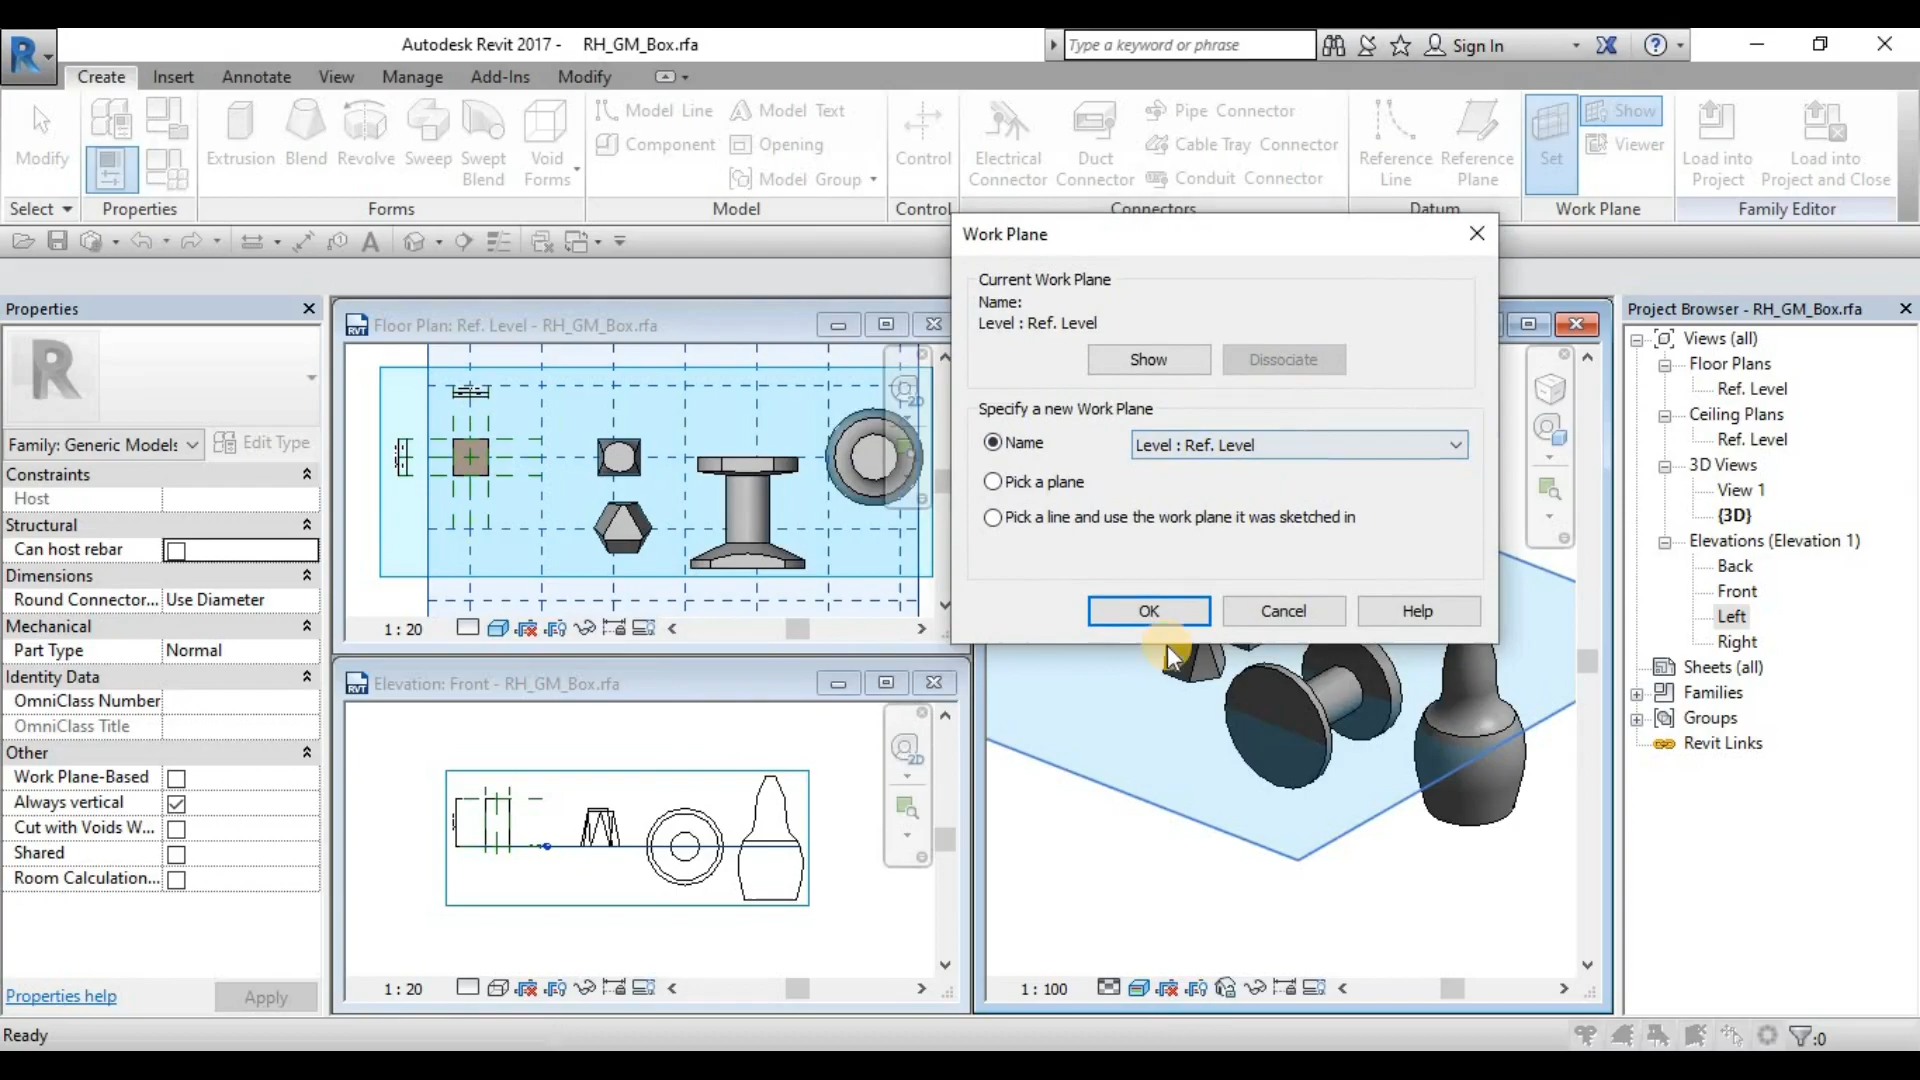 Autodesk Revit 2017 - RH_GM_Box.rfa
Type a keyword or phrase
Sign In
Create Insert Annotate View Manage Add-Ins Modify
Modify
Extrusion Blend Revolve Sweep Swept Blend Void Forms
Model Line
Component
Model Text
Opening
Model Group
Control
Electrical Connector Duct Connector
Pipe Connector
Cable Tray Connector
Conduit Connector
Reference Line Reference Plane
Set
Show
Viewer
Load into Project Load into Project and Close
Select Properties Forms Model Control Connectors Datum Work Plane Family Editor
Properties
R
Family: Generic Models
Edit Type
Constraints
Host
Structural
Can host rebar
Dimensions
Round Connector... Use Diameter
Mechanical
Part Type Normal
Identity Data
OmniClass Number
OmniClass Title
Other
Work Plane-Based
Always vertical
Cut with Voids W...
Shared
Room Calculation...
Properties help
Apply
Ready
Floor Plan: Ref. Level - RH_GM_Box.rfa
2D
1 : 20
Elevation: Front - RH_GM_Box.rfa
2D
1 : 20
1 : 100
Work Plane
Current Work Plane
Name:
Level : Ref. Level
Show
Dissociate
Specify a new Work Plane
Name
Level : Ref. Level
Pick a plane
Pick a line and use the work plane it was sketched in
OK
Cancel
Help
Project Browser - RH_GM_Box.rfa
Views (all)
Floor Plans
Ref. Level
Ceiling Plans
Ref. Level
3D Views
View 1
{3D}
Elevations (Elevation 1)
Back
Front
Left
Right
Sheets (all)
Families
Groups
Revit Links
:0